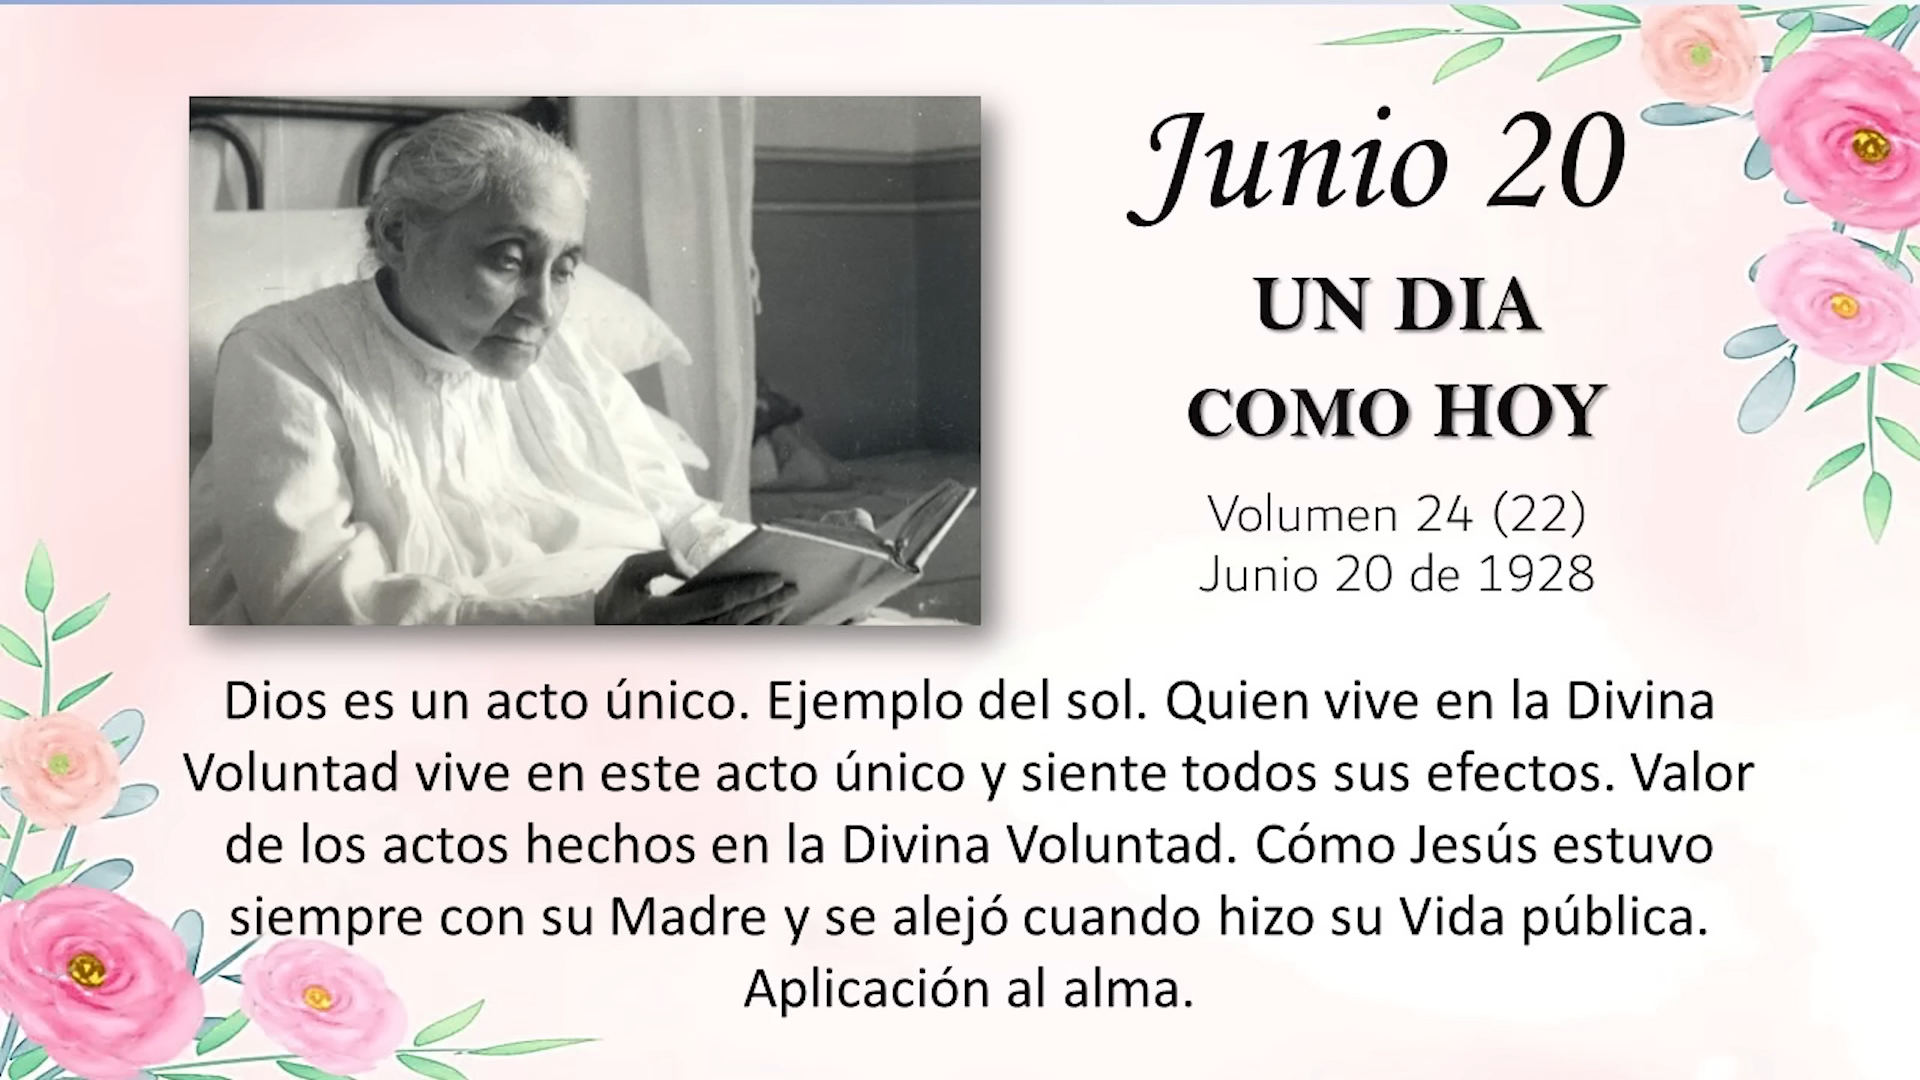 Junio 20
UN DIA
COMO HOY
Volumen 24 (22)
Junio 20 de 1928
Dios es un acto único. Ejemplo del sol. Quien vive en la Divina
Voluntad vive en este acto único y siente todos sus efectos. Valor
de los actos hechos en la Divina Voluntad. Cómo Jesús estuvo
siempre con su Madre y se alejó cuando hizo su Vida pública.
Aplicación al alma.